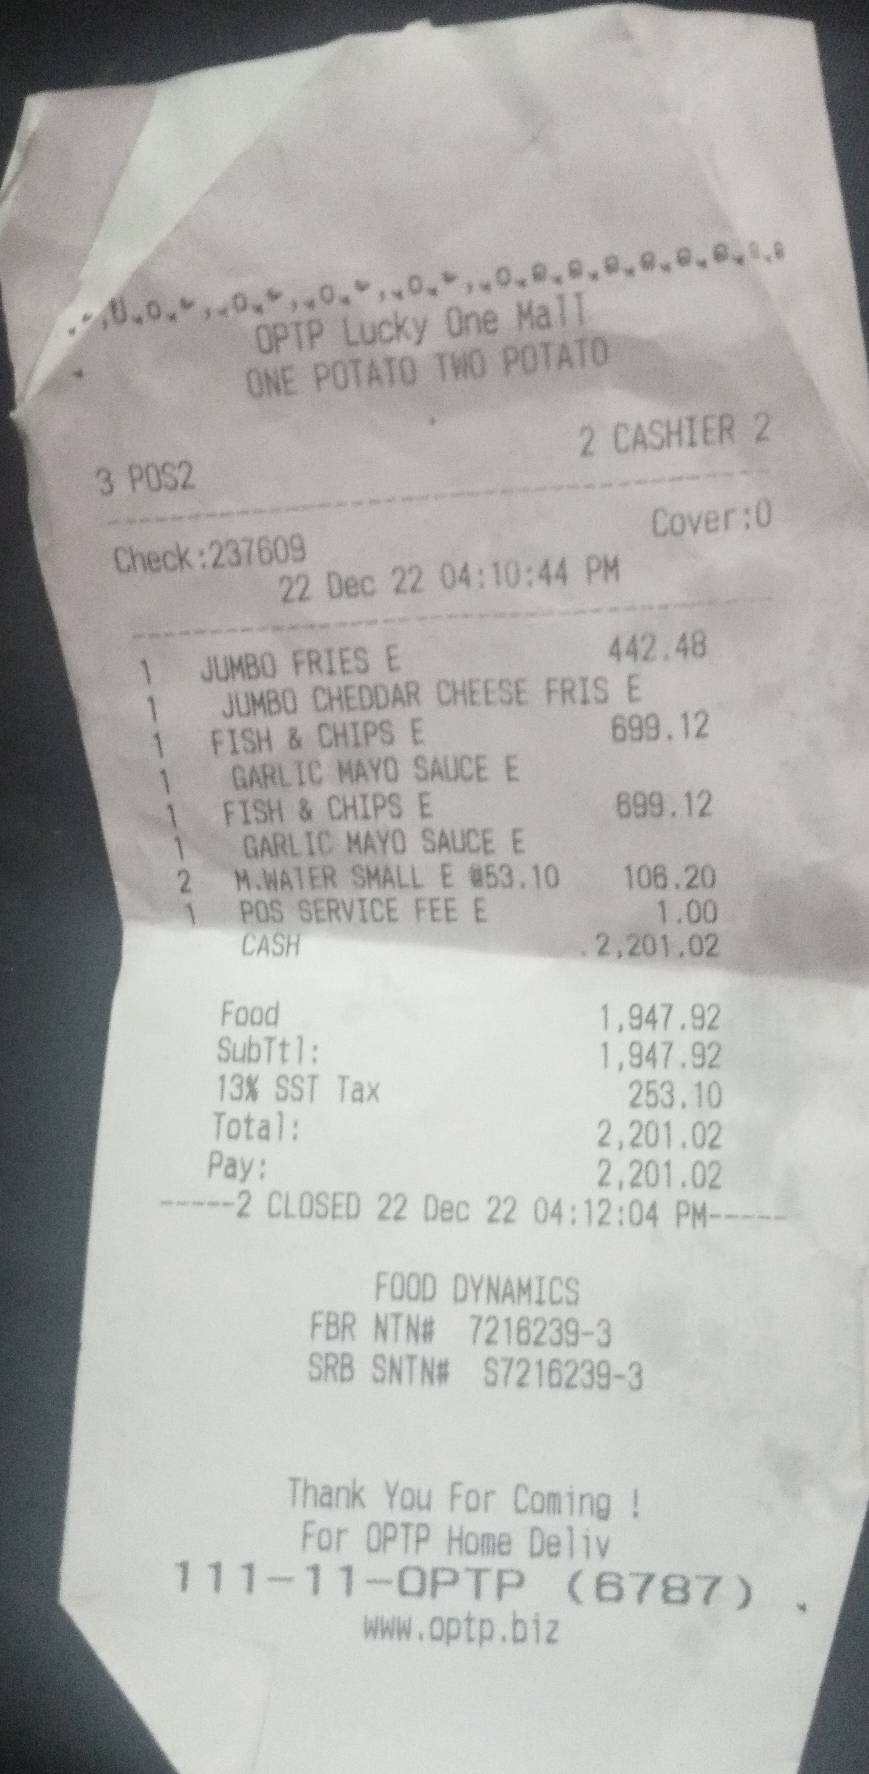 OPTP Lucky One Mall
ONE POTATO TWO POTATO
3 POS2 2 CASHIER 2
Check:237609 Cover:0
22 Dec 22 04:10:44 PM
1 JUMBO FRIES E 442.48
1 JUMBO CHEDDAR CHEESE FRIS E
1 FISH & CHIPS E 699.12
1 GARLIC MAYO SAUCE E
1 FISH & CHIPS E 699.12
1 GARLIC MAYO SAUCE E
2 M.WATER SMALL E @53.10 106.20
1 POS SERVICE FEE E 1.00
CASH 2,201.02
Food 1,947.92
SubTtl: 1,947.92
13% SST Tax 253.10
Total: 2,201.02
Pay: 2,201.02
-----2 CLOSED 22 Dec 22 04:12:04 PM-----
FOOD DYNAMICS
FBR NTN# 7216239-3
SRB SNTN# S7216239-3
Thank You For Coming !
For OPTP Home Deliv
111-11-OPTP (6787)
www.optp.biz